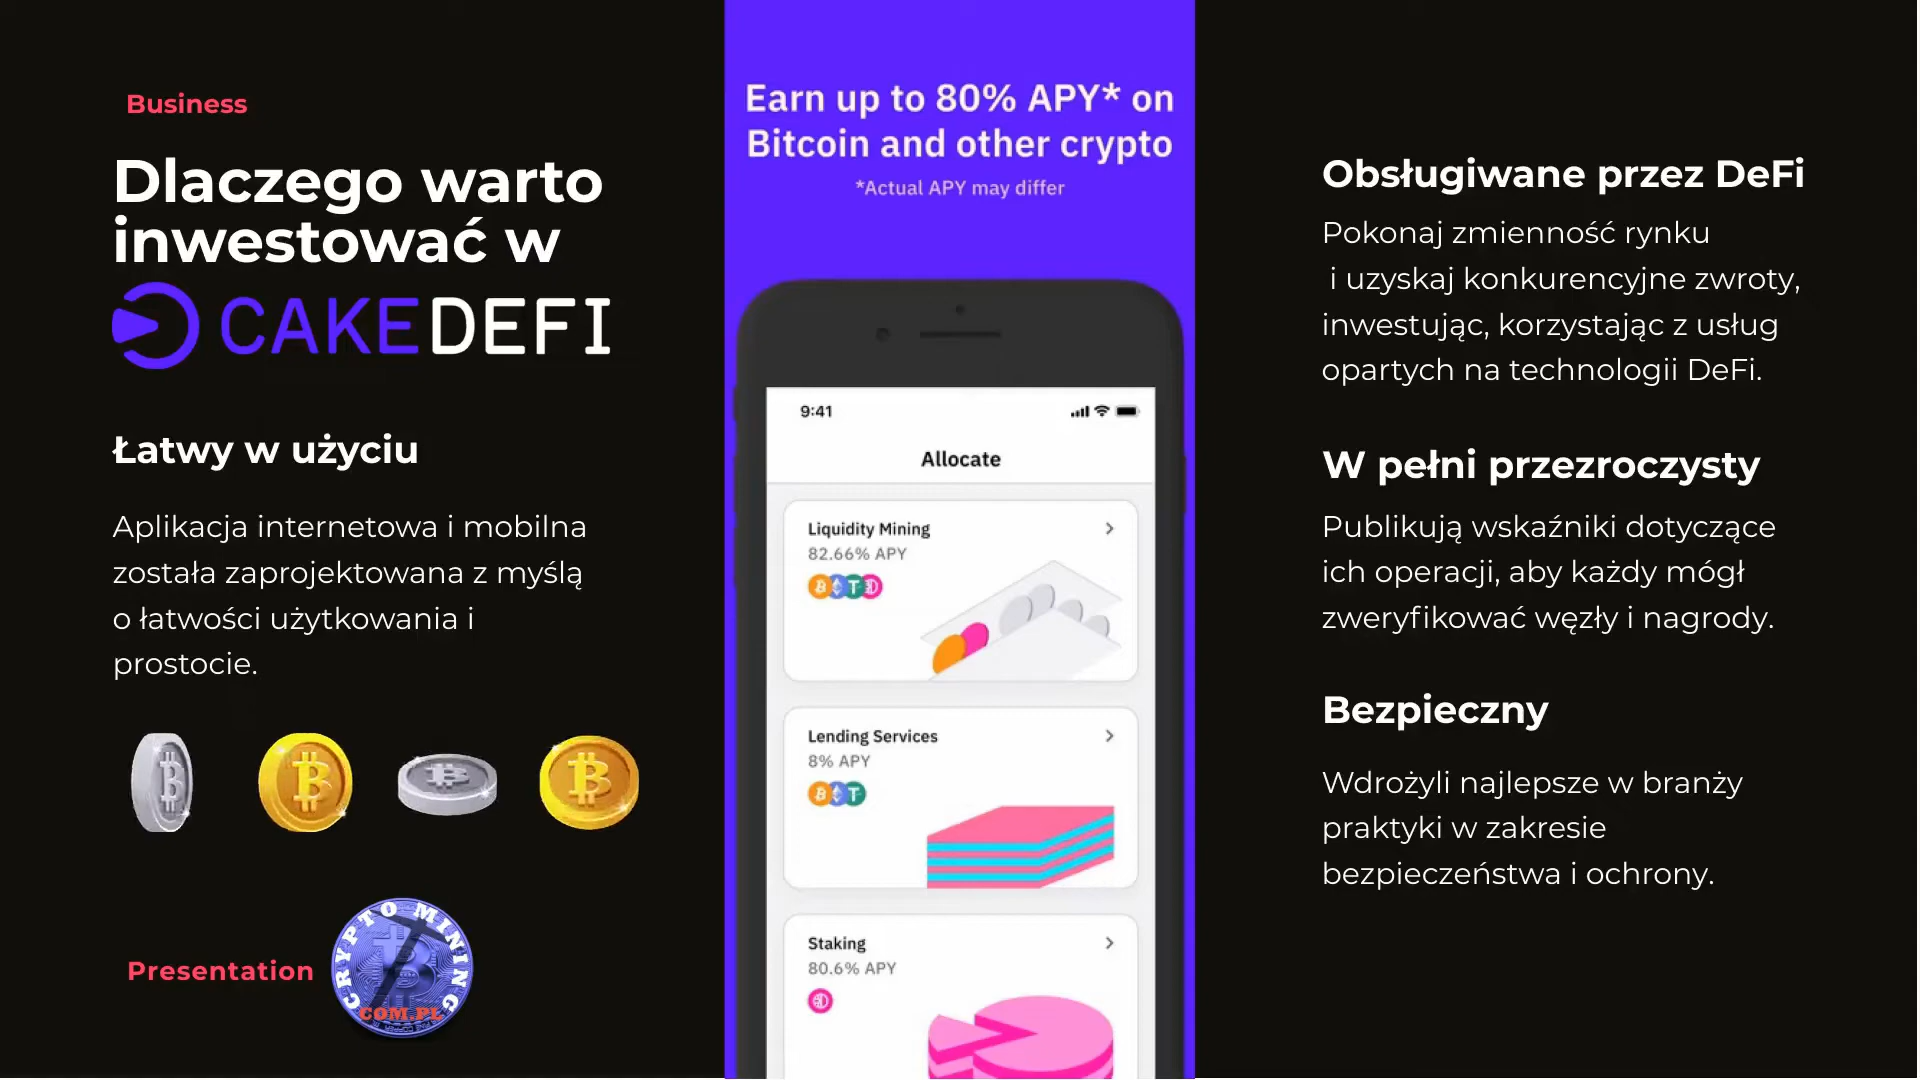 Business
Dlaczego warto
inwestować w
CAKEDEFI
Łatwy w użyciu
Aplikacja internetowa i mobilna
została zaprojektowana z myślą
o łatwości użytkowania i
prostocie.
Presentation
CRYPTO MINING
COM.PL
Earn up to 80% APY* on
Bitcoin and other crypto
*Actual APY may differ
9:41
Allocate
Liquidity Mining
82.66% APY
Lending Services
8% APY
Staking
80.6% APY
Obsługiwane przez DeFi
Pokonaj zmienność rynku
i uzyskaj konkurencyjne zwroty,
inwestując, korzystając z usług
opartych na technologii DeFi.
W pełni przezroczysty
Publikują wskaźniki dotyczące
ich operacji, aby każdy mógł
zweryfikować węzły i nagrody.
Bezpieczny
Wdrożyli najlepsze w branży
praktyki w zakresie
bezpieczeństwa i ochrony.